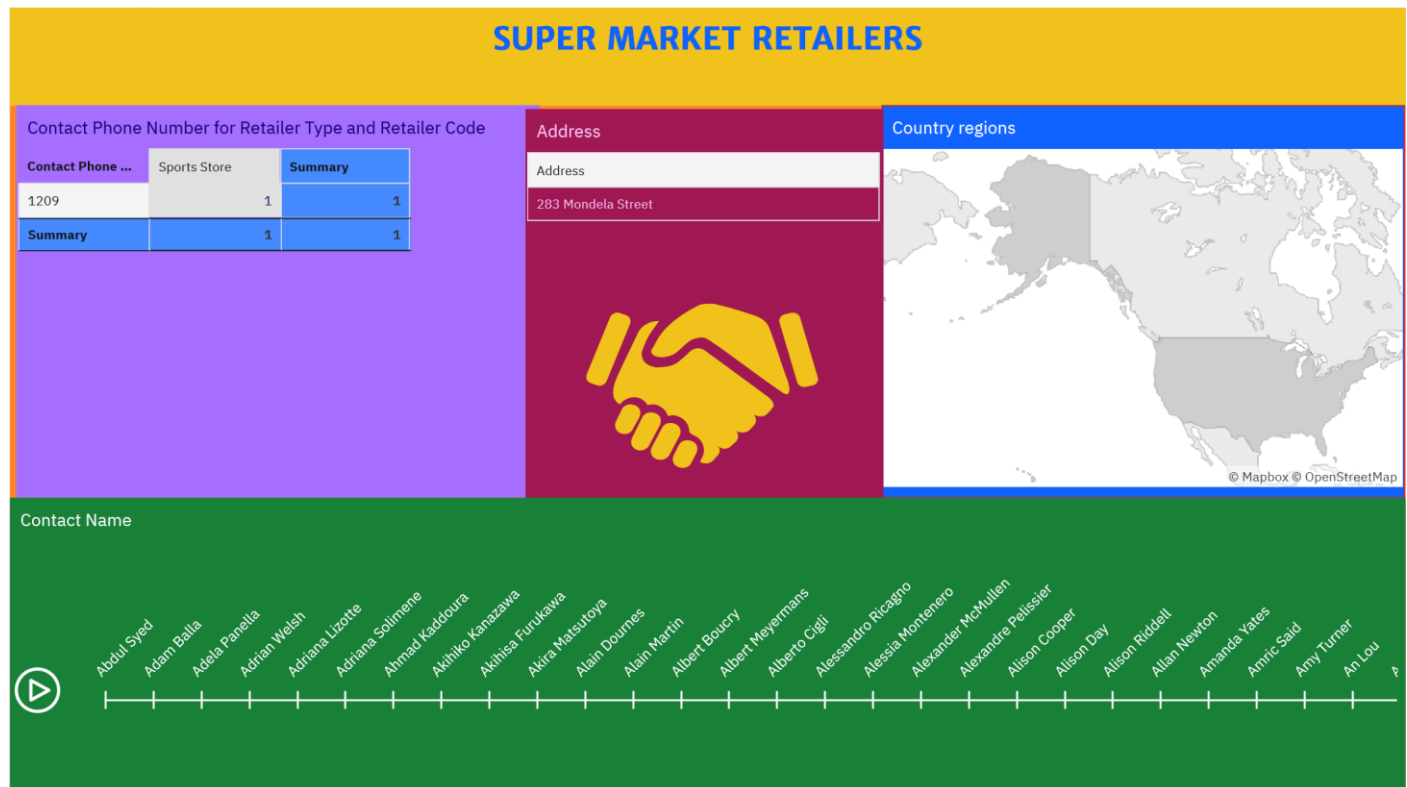 SUPER MARKET RETAILERS
Contact Phone Number for Retailer Type and Retailer Code
Contact Phone ... Sports Store Summary
1209 1 1
Summary 1 1
Address
Address
283 Mondela Street
Country regions
© Mapbox © OpenStreetMap
Contact Name
Abdul Syed
Adam Balla
Adela Panella
Adrian Welsh
Adriana Lizotte
Adriana Solimene
Ahmad Kaddoura
Akihiko Kanazawa
Akihisa Furukawa
Akira Matsutoya
Alain Dournes
Alain Martin
Albert Boucry
Albert Meyermans
Alberto Cigli
Alessandro Ricagno
Alessia Montenero
Alexander McMullen
Alexandre Pelissier
Alison Cooper
Alison Day
Alison Riddell
Allan Newton
Amanda Yates
Amric Said
Amy Turner
An Lou